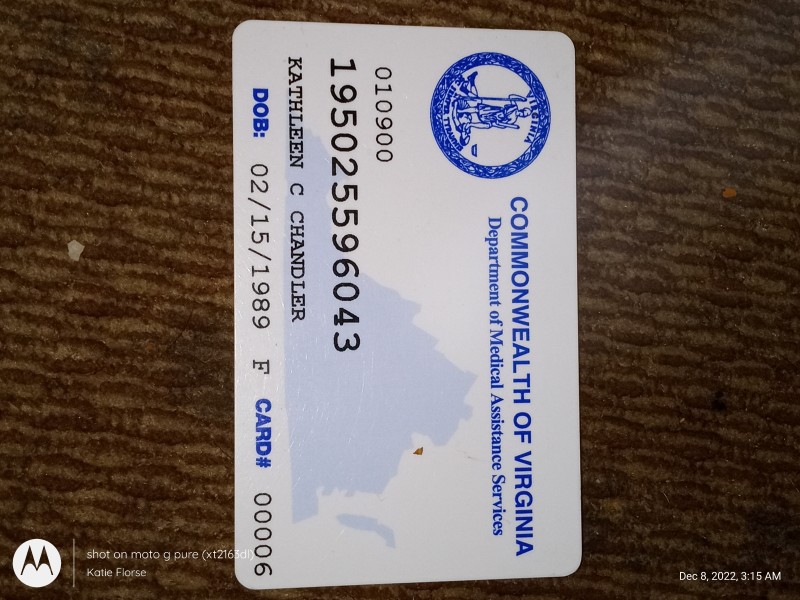 COMMONWEALTH OF VIRGINIA
Department of Medical Assistance Services
VIRGINIA
010900
195025596043
KATHLEEN C CHANDLER
DOB: 02/15/1989 F CARD# 00006
shot on moto g pure (xt2163dl)
Katie Florse
Dec 8, 2022, 3:15 AM